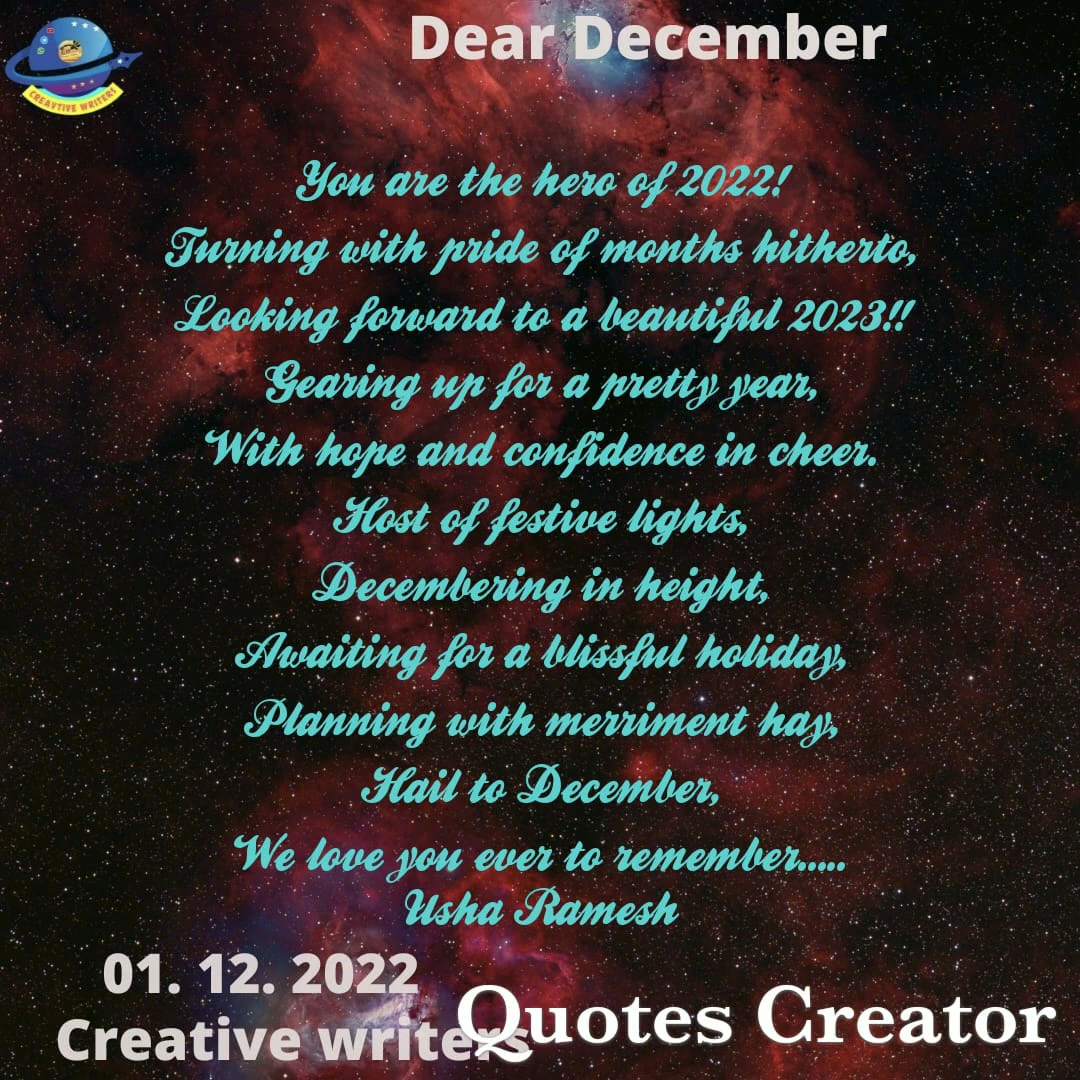 Dear December
CREAYTIVE WRITERS
You are the hero of 2022!
Turning with pride of months hitherto,
Looking forward to a beautiful 2023!!
Gearing up for a pretty year,
With hope and confidence in cheer.
Host of festive lights,
Decembering in height,
Awaiting for a blissful holiday,
Planning with merriment hay,
Hail to December,
We love you ever to remember.....
Usha Ramesh
01. 12. 2022
Creative writers
Quotes Creator